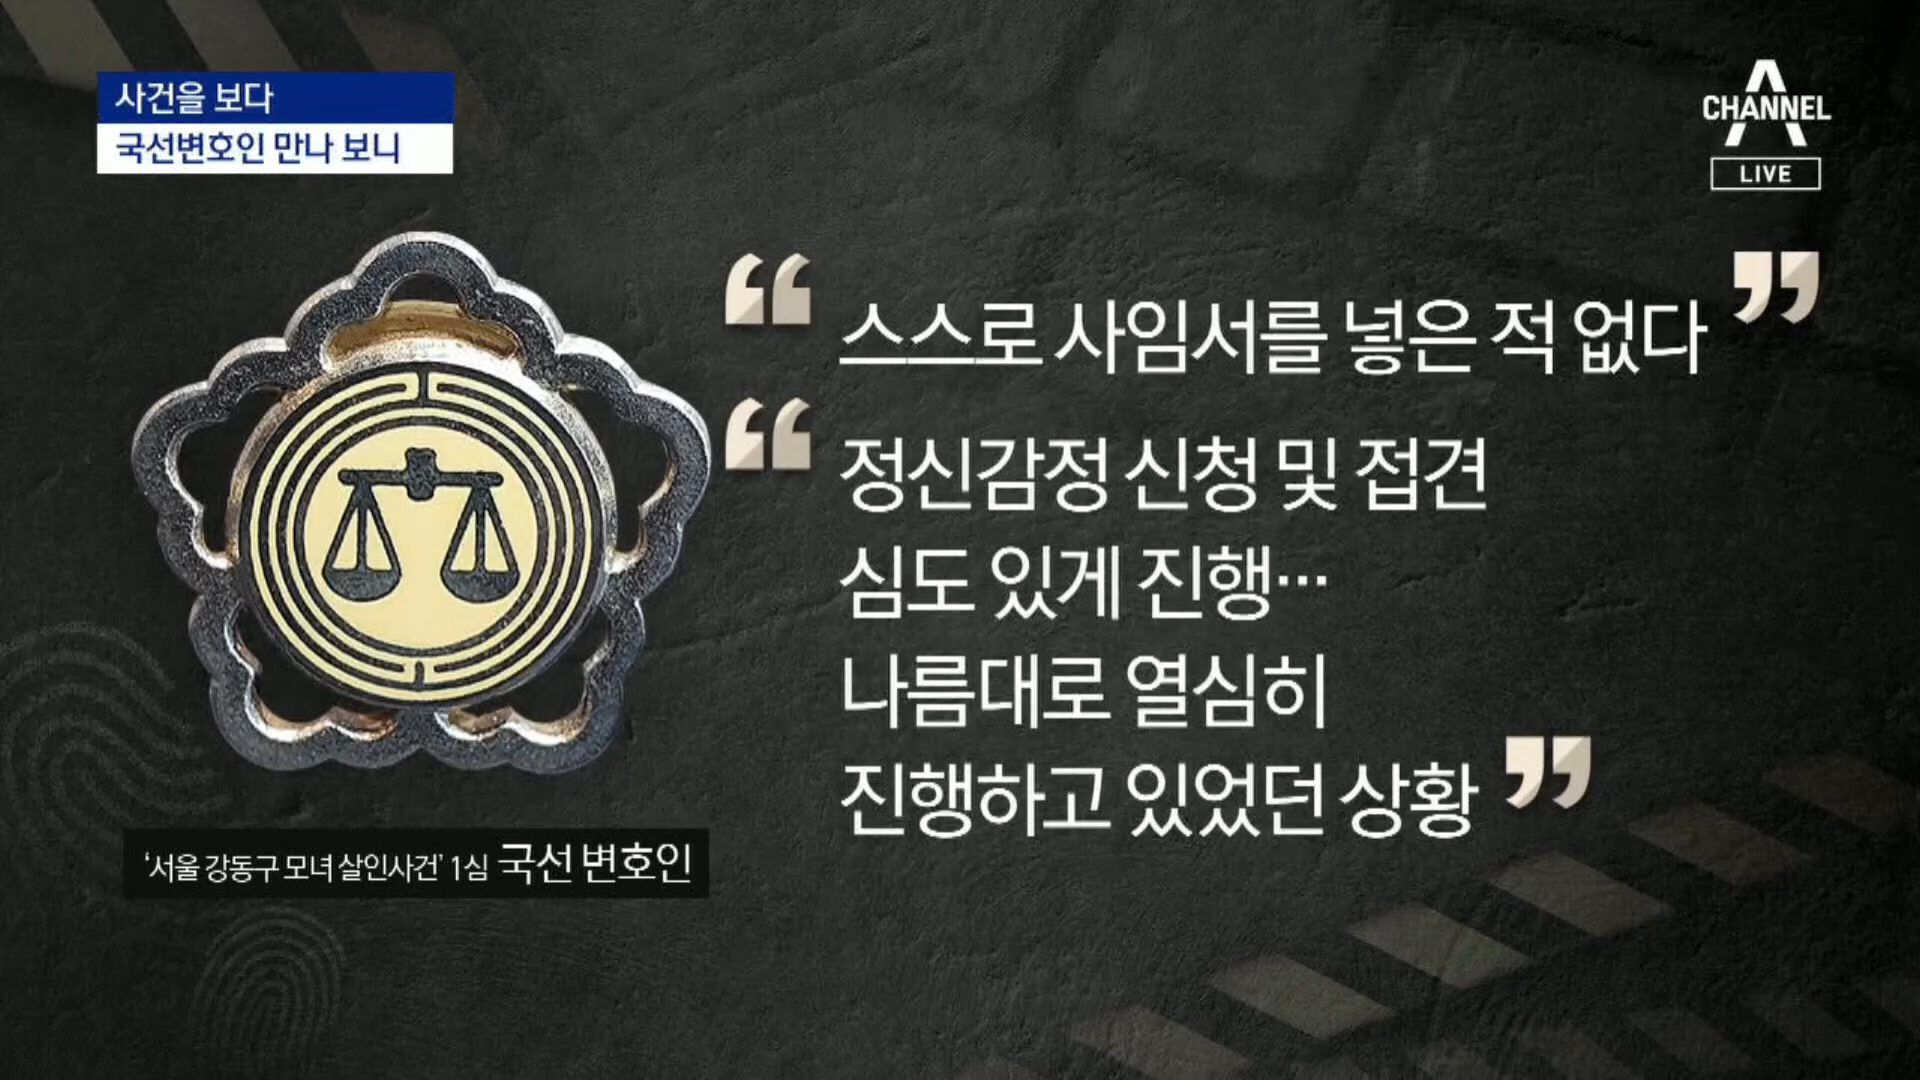 사건을 보다
국선변호인 만나 보니
CHANNEL A
LIVE
“ 스스로 사임서를 넣은 적 없다 ”
“ 정신감정 신청 및 접견
심도 있게 진행…
나름대로 열심히
진행하고 있었던 상황 ”
‘서울 강동구 모녀 살인사건’ 1심 국선 변호인